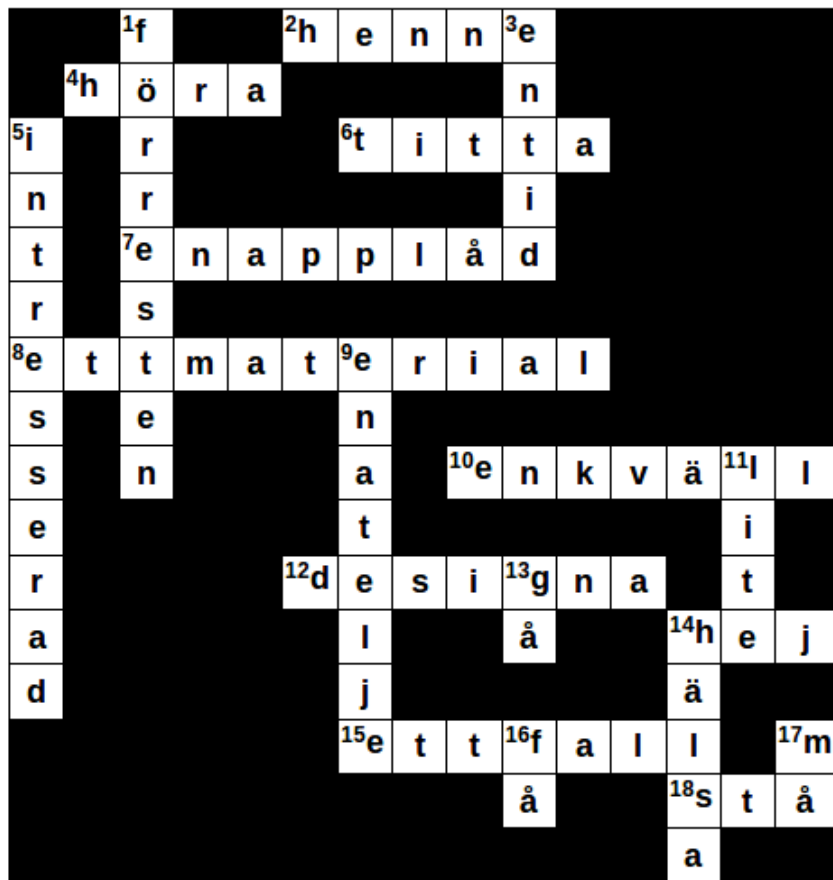 1f 2h e n n 3e
4h ö r a n
5i r 6t i t t a
n r i
t 7e n a p p l å d
r s
8e t t m a t 9e r i a l
s e n
s n a 10e n k v ä 11l l
e t i
r 12d e s i 13g n a t
a l å 14h e j
d j ä
15e t t 16f a l l 17m
å 18s t å
a